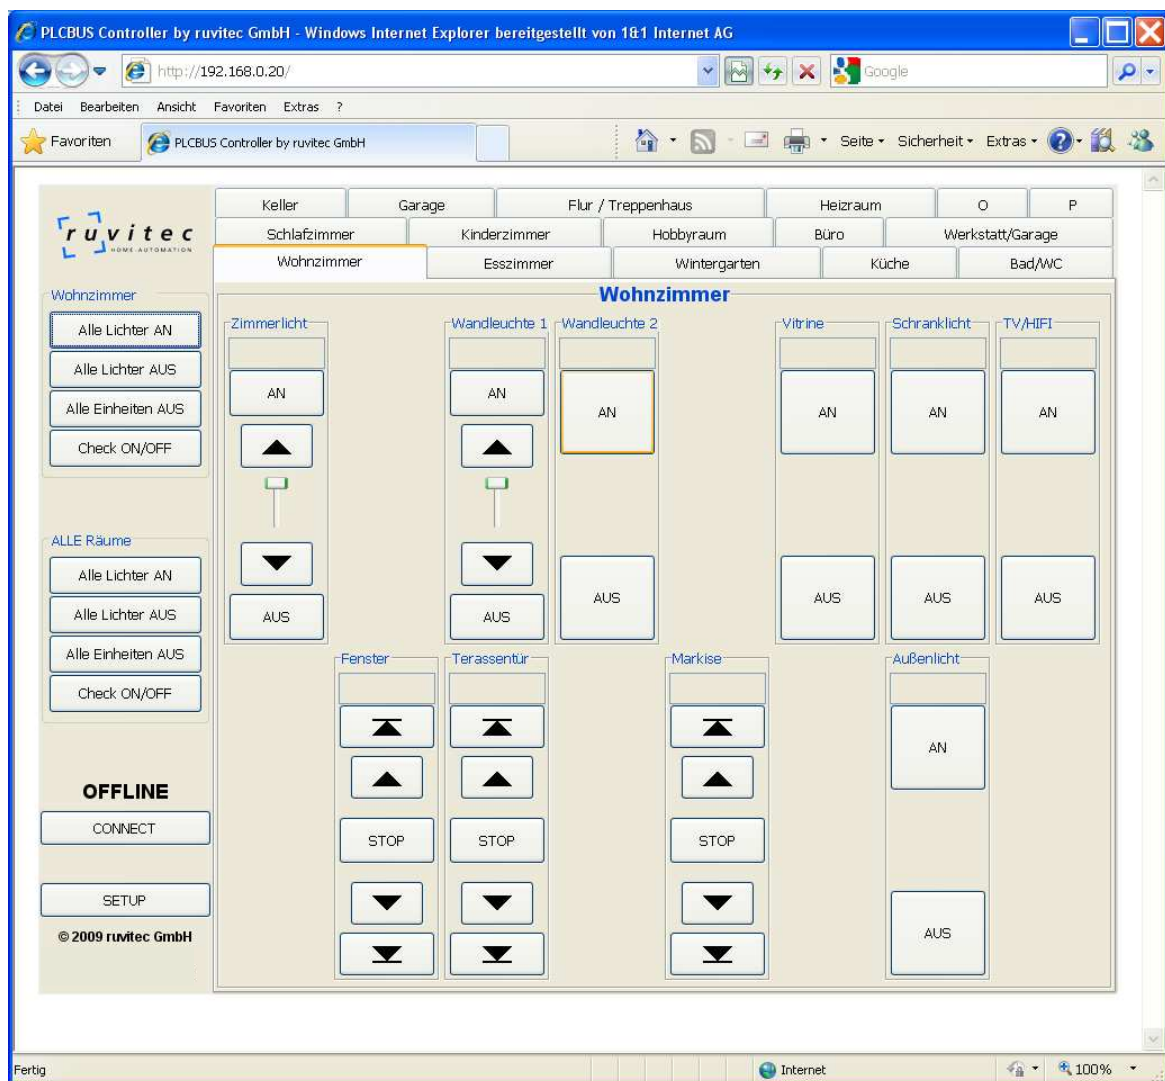 PLCBUS Controller by ruvitec GmbH - Windows Internet Explorer bereitgestellt von 1&1 Internet AG
http://192.168.0.20/
Google
Datei Bearbeiten Ansicht Favoriten Extras ?
Favoriten PLCBUS Controller by ruvitec GmbH Seite Sicherheit Extras
ruvitec
HOME-AUTOMATION
Keller Garage Flur / Treppenhaus Heizraum O P
Schlafzimmer Kinderzimmer Hobbyraum Büro Werkstatt/Garage
Wohnzimmer Esszimmer Wintergarten Küche Bad/WC
Wohnzimmer
Alle Lichter AN
Alle Lichter AUS
Alle Einheiten AUS
Check ON/OFF
ALLE Räume
Alle Lichter AN
Alle Lichter AUS
Alle Einheiten AUS
Check ON/OFF
OFFLINE
CONNECT
SETUP
© 2009 ruvitec GmbH
Wohnzimmer
Zimmerlicht Wandleuchte 1 Wandleuchte 2 Vitrine Schranklicht TV/HIFI
AN AN AN AN AN AN
AUS AUS AUS AUS AUS AUS
Fenster Terassentür Markise Außenlicht
AN
STOP STOP STOP
AUS
Fertig Internet 100%